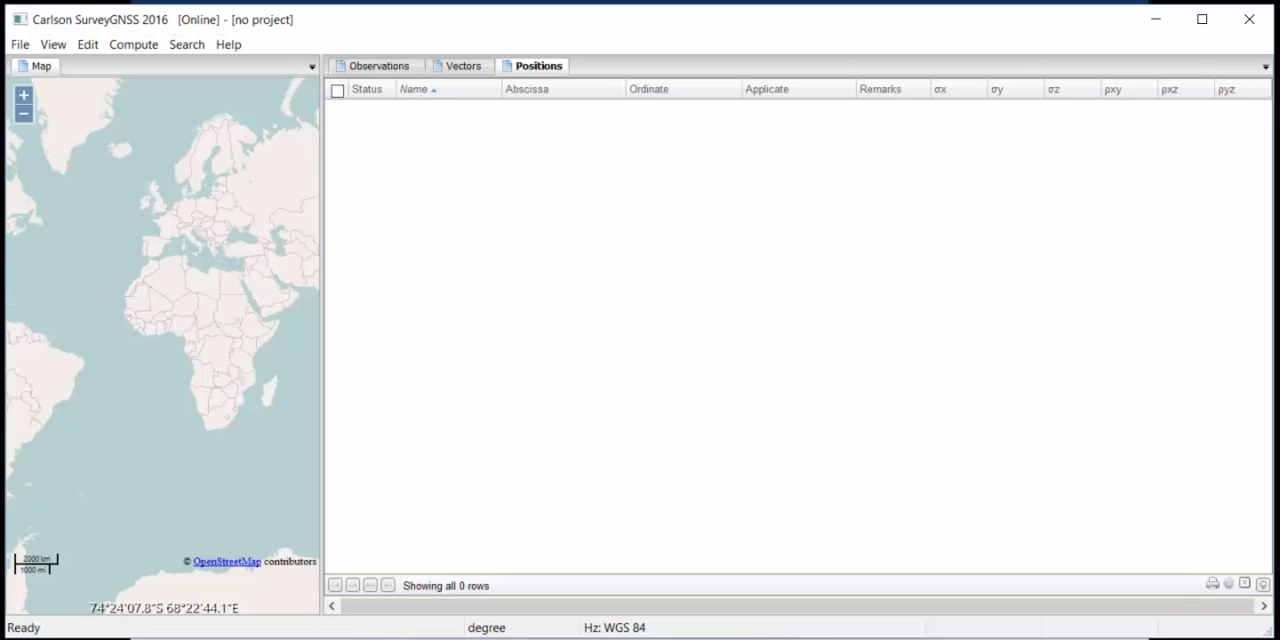 Carlson SurveyGNSS 2016 [Online] - [no project]
File View Edit Compute Search Help
Map
Observations Vectors Positions
Status Name Abscissa Ordinate Applicate Remarks σx σy σz ρxy ρxz ρyz
+
−
2000 km
1000 mi
© OpenStreetMap contributors
74°24'07.8"S 68°22'44.1"E
Showing all 0 rows
Ready degree Hz: WGS 84